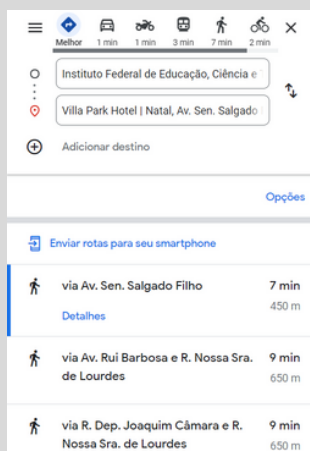 Melhor 1 min 1 min 3 min 7 min 2 min
Instituto Federal de Educação, Ciência e
Villa Park Hotel | Natal, Av. Sen. Salgado
Adicionar destino
Opções
Enviar rotas para seu smartphone
via Av. Sen. Salgado Filho 7 min
450 m
Detalhes
via Av. Rui Barbosa e R. Nossa Sra. 9 min
de Lourdes 650 m
via R. Dep. Joaquim Câmara e R. 9 min
Nossa Sra. de Lourdes 650 m